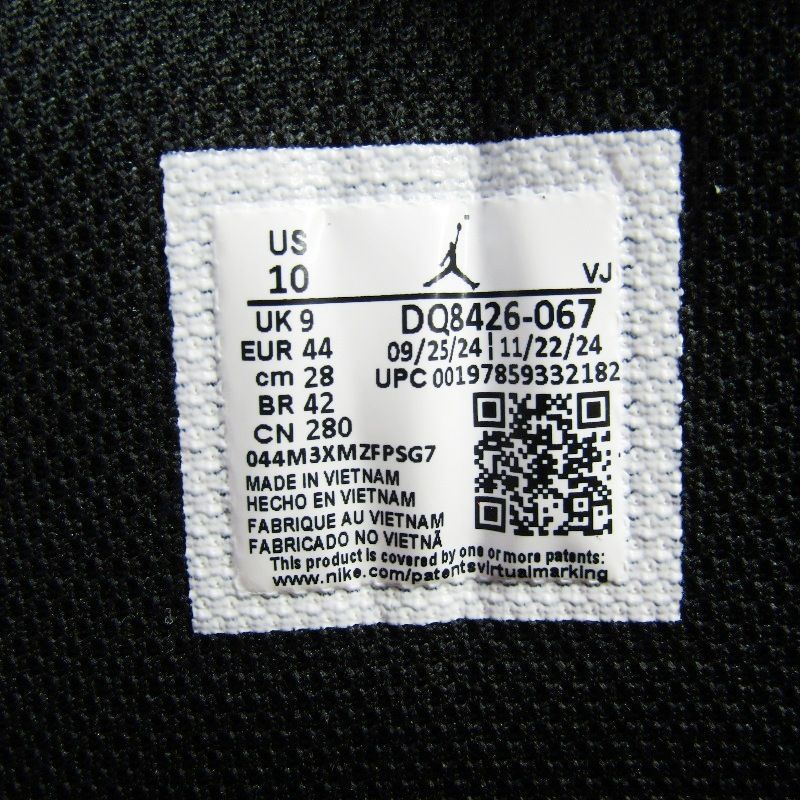 US
10
VJ
UK 9
DQ8426-067
EUR 44
09/25/24 | 11/22/24
cm 28
UPC 00197859332182
BR 42
CN 280
044M3XMZFPSG7
MADE IN VIETNAM
HECHO EN VIETNAM
FABRIQUE AU VIETNAM
FABRICADO NO VIETNÃ
This product is covered by one or more patents:
www.nike.com/patentsvirtualmarking